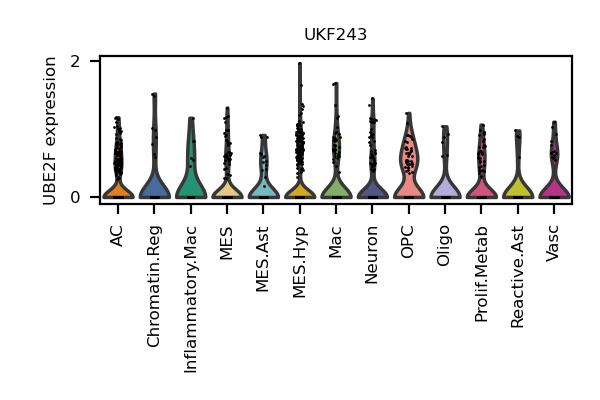 UKF243
UBE2F expression
2
0
AC
Chromatin.Reg
Inflammatory.Mac
MES
MES.Ast
MES.Hyp
Mac
Neuron
OPC
Oligo
Prolif.Metab
Reactive.Ast
Vasc